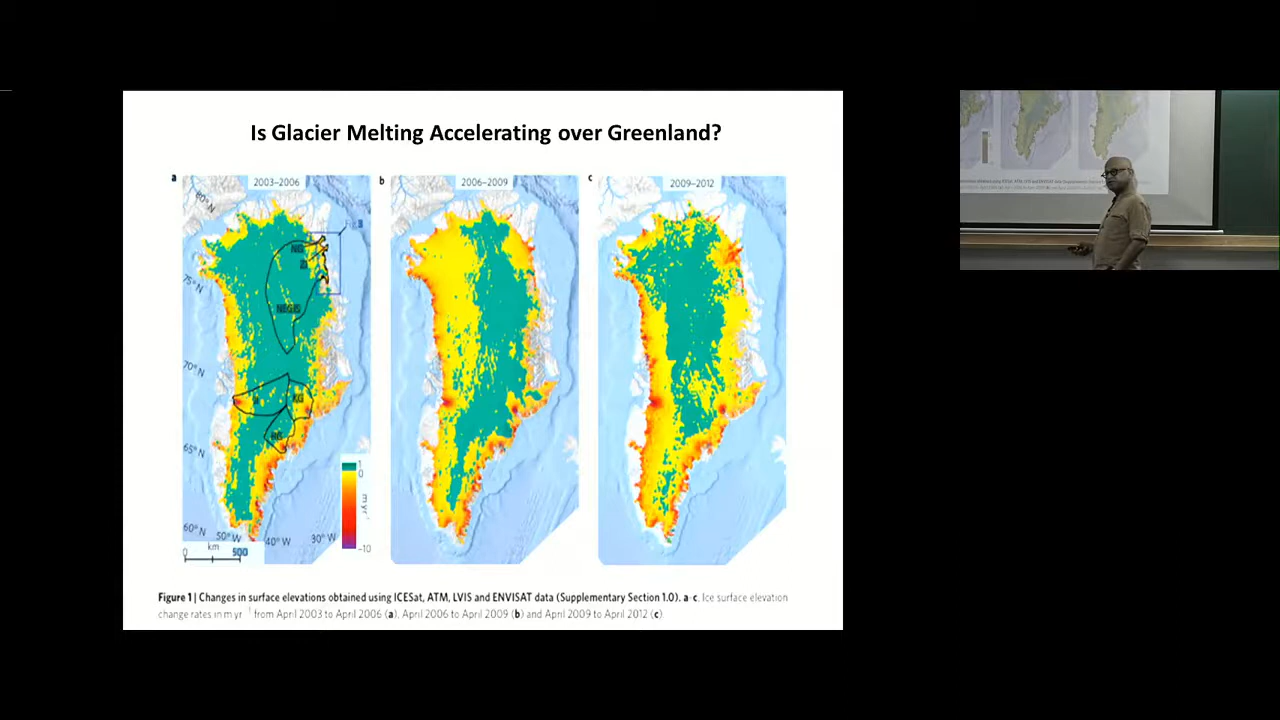 Is Glacier Melting Accelerating over Greenland?
a
2003–2006
b
2006–2009
c
2009–2012
80° N
75° N
70° N
65° N
60° N
50° W
40° W
30° W
km
0
500
1
0
m yr⁻¹
–10
Figure 1 | Changes in surface elevations obtained using ICESat, ATM, LVIS and ENVISAT data (Supplementary Section 1.0). a–c, Ice surface elevation
change rates in m yr⁻¹ from April 2003 to April 2006 (a), April 2006 to April 2009 (b) and April 2009 to April 2012 (c).